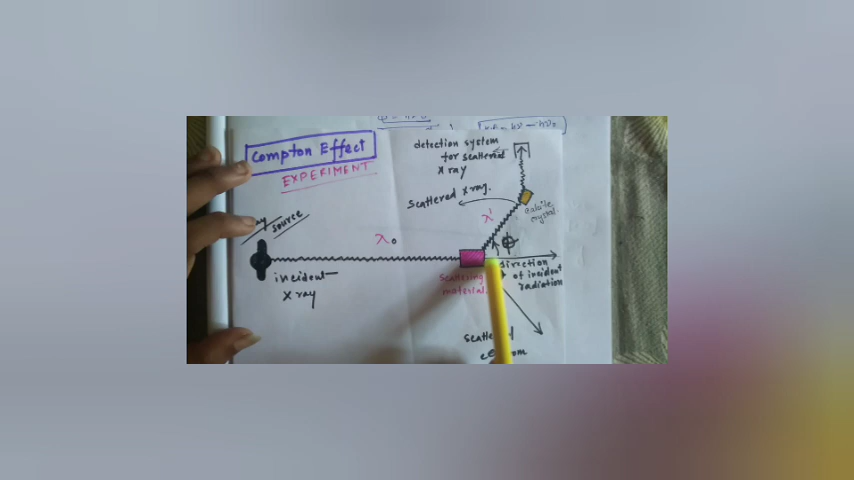 Compton Effect
EXPERIMENT
detection system
for scattered
X ray
scattered X ray.
λ'
calcite
crystal.
source
λ₀
ϕ
incident
X ray
scattering
material.
direction
of incident
radiation